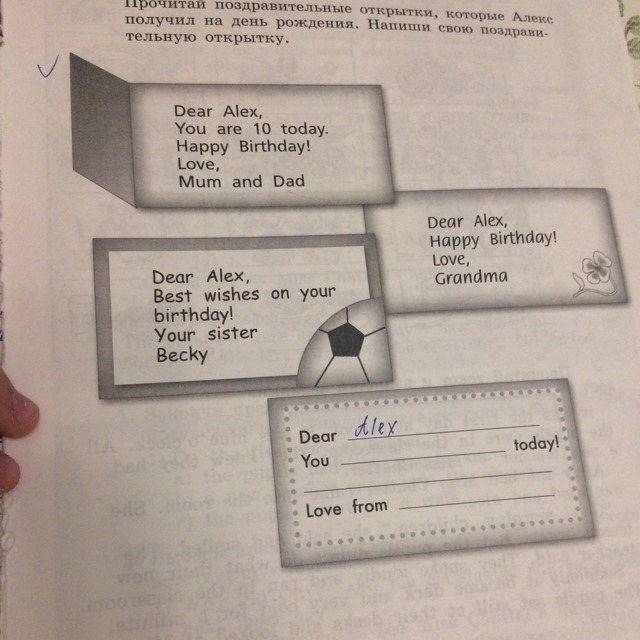 Прочитай поздравительные открытки, которые Алекс
получил на день рождения. Напиши свою поздрави-
тельную открытку.
Dear Alex,
You are 10 today.
Happy Birthday!
Love,
Mum and Dad
Dear Alex,
Happy Birthday!
Love,
Grandma
Dear Alex,
Best wishes on your
birthday!
Your sister
Becky
Dear Alex
You today!
Love from